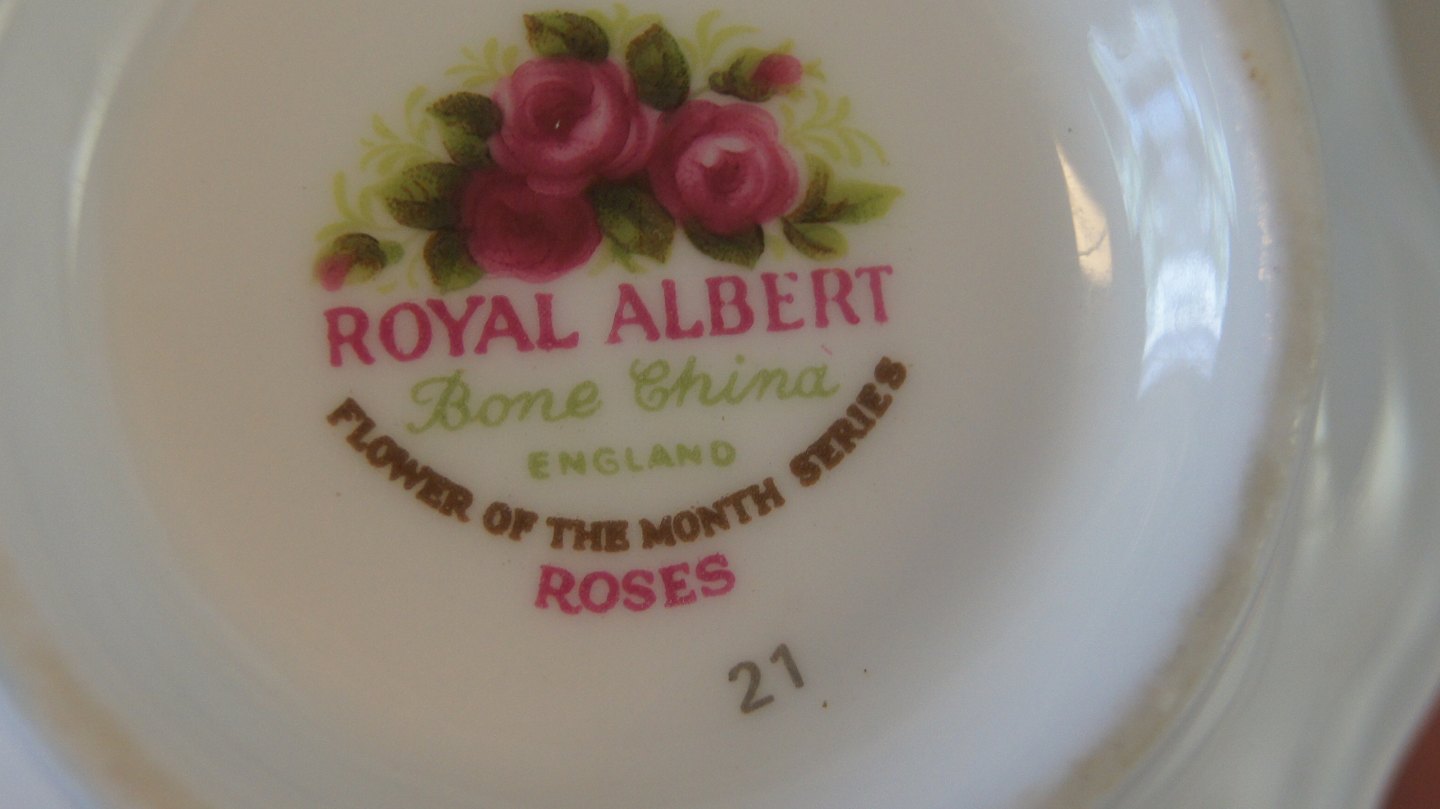 ROYAL ALBERT
Bone China
ENGLAND
FLOWER OF THE MONTH SERIES
ROSES
21